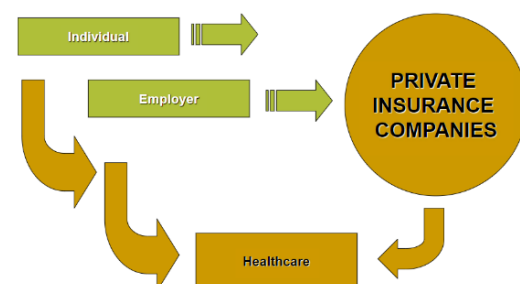 Individual
Employer
PRIVATE
INSURANCE
COMPANIES
Healthcare